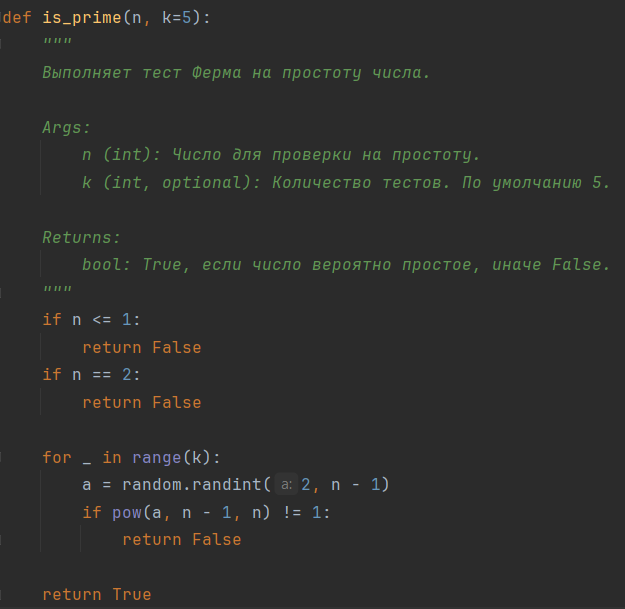 def is_prime(n, k=5):
    """
    Выполняет тест Ферма на простоту числа.

    Args:
        n (int): Число для проверки на простоту.
        k (int, optional): Количество тестов. По умолчанию 5.

    Returns:
        bool: True, если число вероятно простое, иначе False.
    """
    if n <= 1:
        return False
    if n == 2:
        return False

    for _ in range(k):
        a = random.randint(a: 2, n - 1)
        if pow(a, n - 1, n) != 1:
            return False

    return True